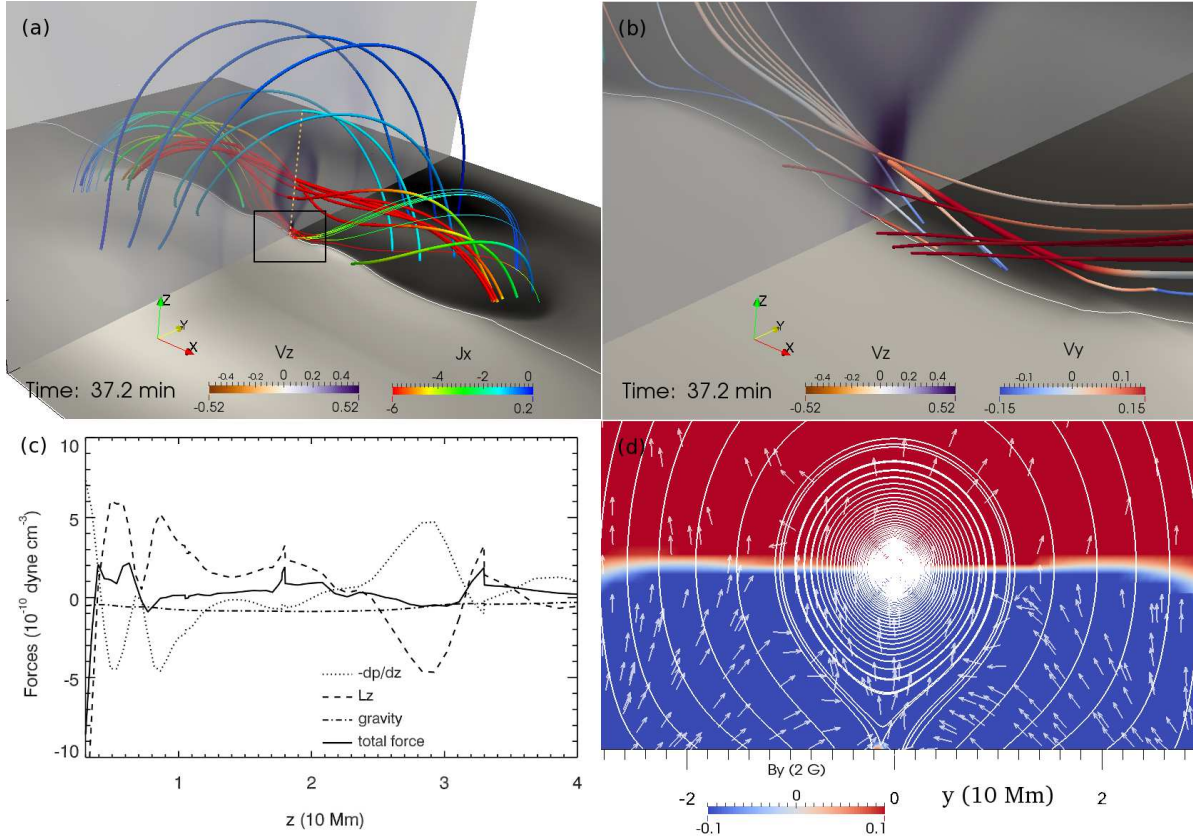 (a)
Z
Y
X
Time: 37.2 min
Vz
-0.4 -0.2 0 0.2 0.4
-0.52 0.52
Jx
-4 -2 0
-6 0.2
(b)
Z
Y
X
Time: 37.2 min
Vz
-0.4 -0.2 0 0.2 0.4
-0.52 0.52
Vy
-0.1 0 0.1
-0.15 0.15
(c)
10
5
0
-5
-10
Forces (10⁻¹⁰ dyne cm⁻³)
-dp/dz
Lz
gravity
total force
1 2 3 4
z (10 Mm)
(d)
-2 0 2
By (2 G)
y (10 Mm)
0
-0.1 0.1